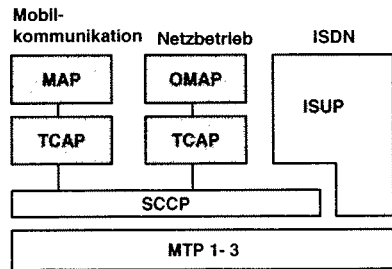 Mobil-
kommunikation
Netzbetrieb
ISDN
MAP
OMAP
ISUP
TCAP
TCAP
SCCP
MTP 1- 3